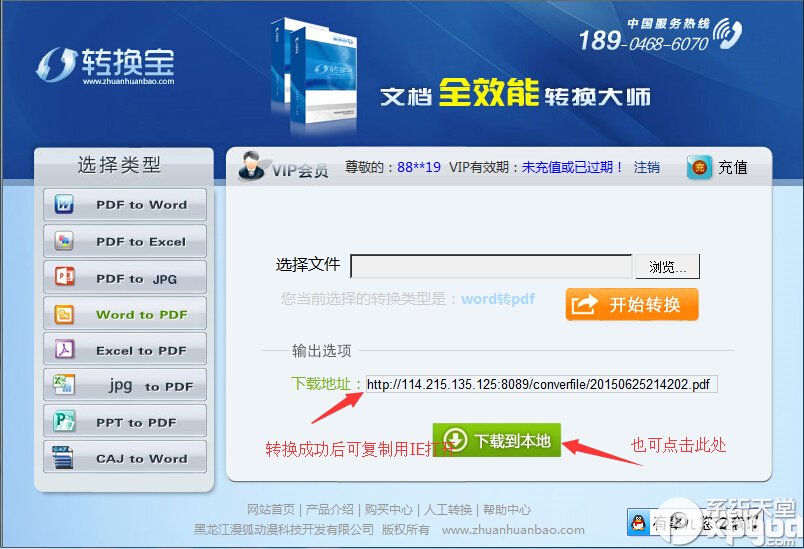 中国服务热线
189-0468-6070
转换宝
www.zhuanhuanbao.com
文档 全效能 转换大师
选择类型
PDF to Word
PDF to Excel
PDF to JPG
Word to PDF
Excel to PDF
jpg to PDF
PPT to PDF
CAJ to Word
VIP会员 尊敬的：88**19 VIP有效期：未充值或已过期！ 注销 充 充值
选择文件 浏览...
您当前选择的转换类型是：word转pdf 开始转换
输出选项
下载地址： http://114.215.135.125:8089/converfile/20150625214202.pdf
转换成功后可复制用IE打开 下载到本地 也可点击此处
网站首页 | 产品介绍 | 购买中心 | 人工转换 | 帮助中心
黑龙江漫狐动漫科技开发有限公司 版权所有 www.zhuanhuanbao.com
系统天堂